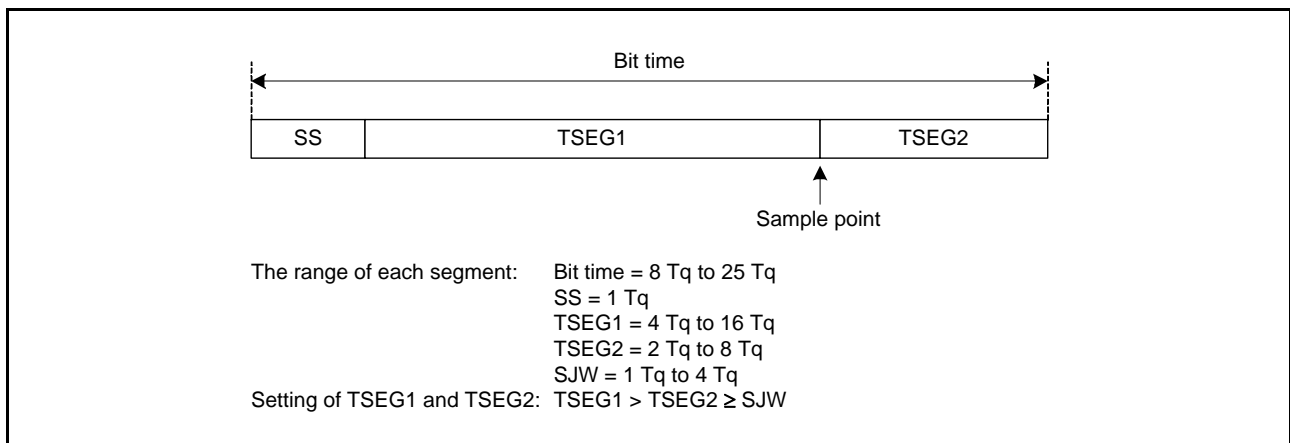 Bit time
SS TSEG1 TSEG2
Sample point
The range of each segment: Bit time = 8 Tq to 25 Tq
SS = 1 Tq
TSEG1 = 4 Tq to 16 Tq
TSEG2 = 2 Tq to 8 Tq
SJW = 1 Tq to 4 Tq
Setting of TSEG1 and TSEG2: TSEG1 > TSEG2 ≥ SJW